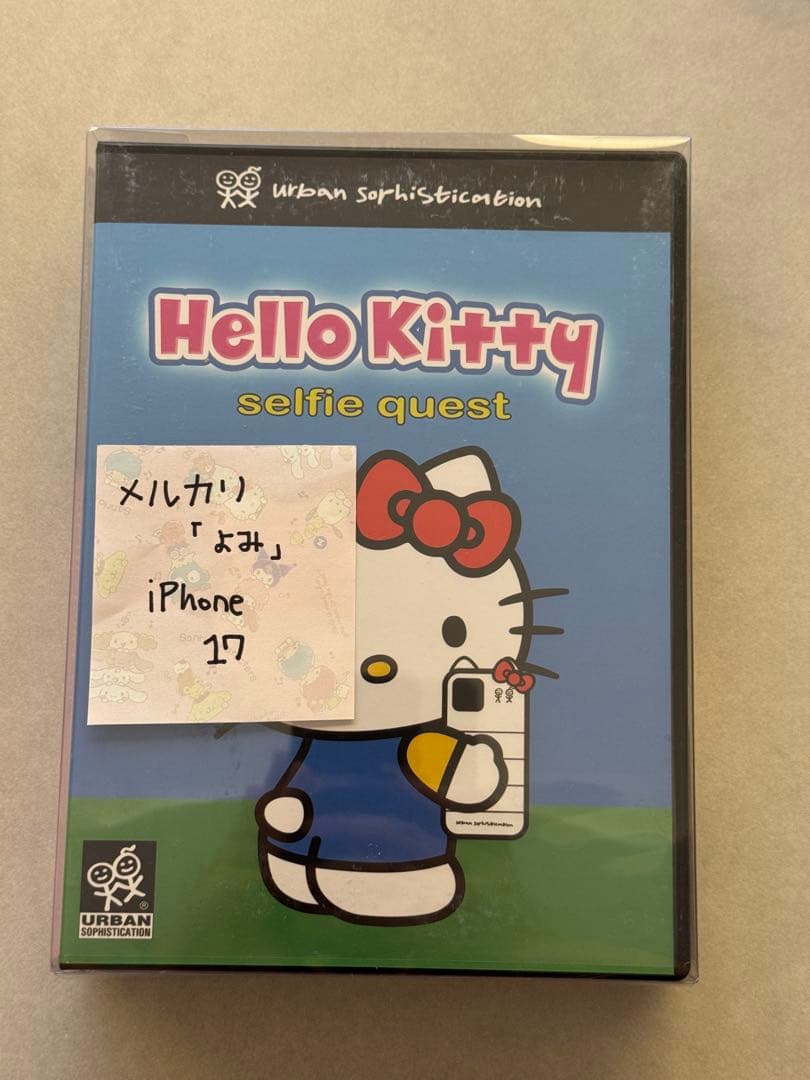 urban sophistication
Hello Kitty
selfie quest
メルカリ
「よみ」
iPhone
17
urban sophistication
URBAN
SOPHISTICATION
®